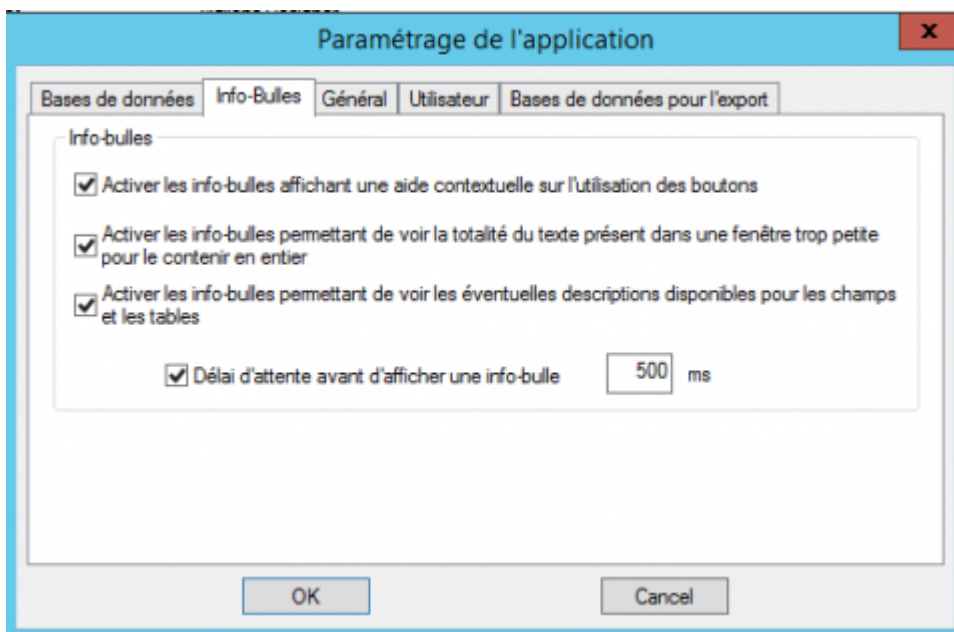 Paramétrage de l'application
x
Bases de données Info-Bulles Général Utilisateur Bases de données pour l'export
Info-bulles
Activer les info-bulles affichant une aide contextuelle sur l'utilisation des boutons
Activer les info-bulles permettant de voir la totalité du texte présent dans une fenêtre trop petite
pour le contenir en entier
Activer les info-bulles permettant de voir les éventuelles descriptions disponibles pour les champs
et les tables
Délai d'attente avant d'afficher une info-bulle 500 ms
OK Cancel